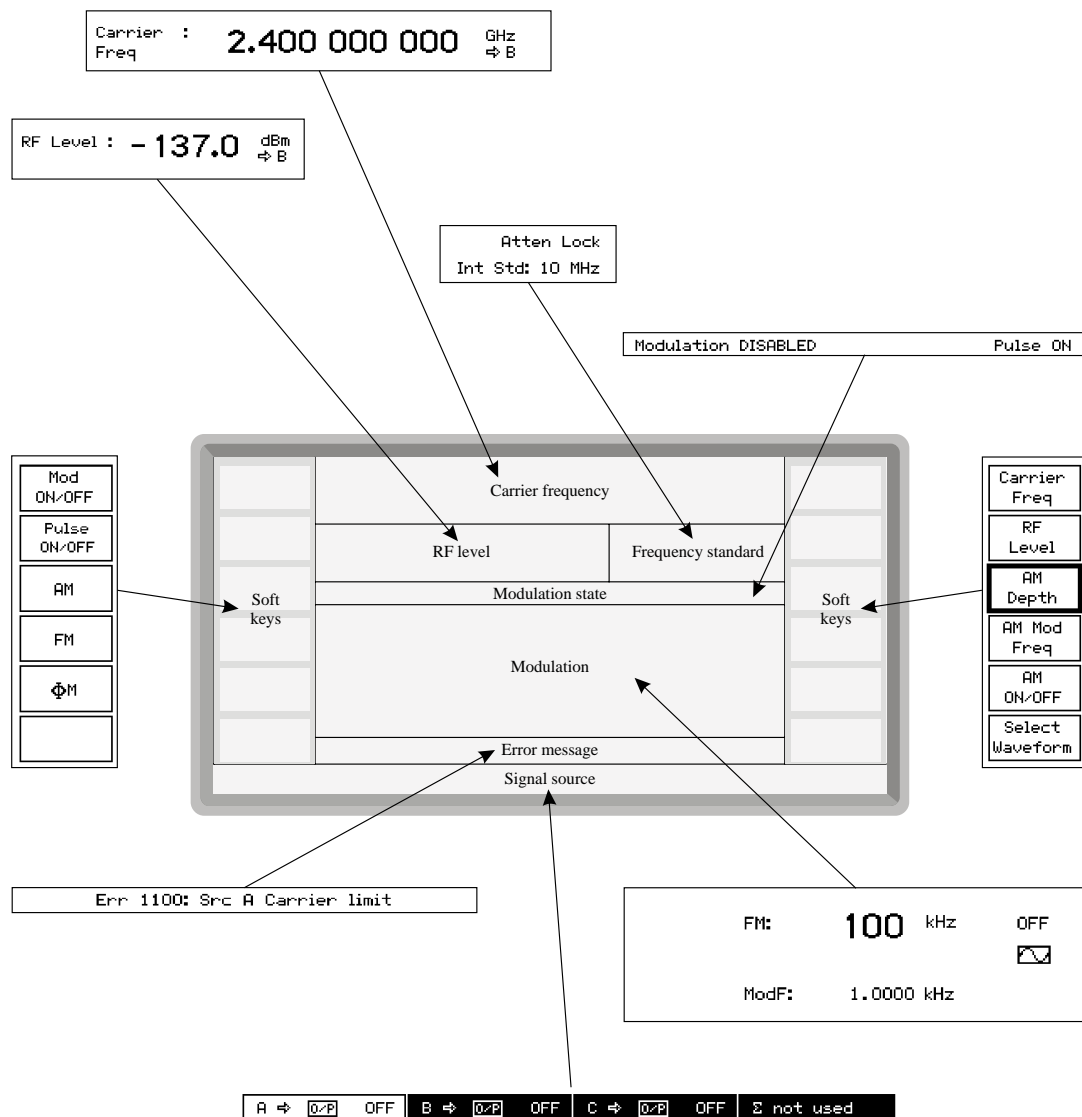 Carrier : 2.400 000 000 GHz
Freq ⇨ B
RF Level : -137.0 dBm
⇨ B
Atten Lock
Int Std: 10 MHz
Modulation DISABLED Pulse ON
Mod
ON/OFF
Pulse
ON/OFF
AM
FM
ΦM
Carrier frequency
RF level
Frequency standard
Modulation state
Soft
keys
Modulation
Soft
keys
Error message
Signal source
Carrier
Freq
RF
Level
AM
Depth
AM Mod
Freq
AM
ON/OFF
Select
Waveform
Err 1100: Src A Carrier limit
FM: 100 kHz OFF
ModF: 1.0000 kHz
A ⇨ O/P OFF B ⇨ O/P OFF C ⇨ O/P OFF Σ not used